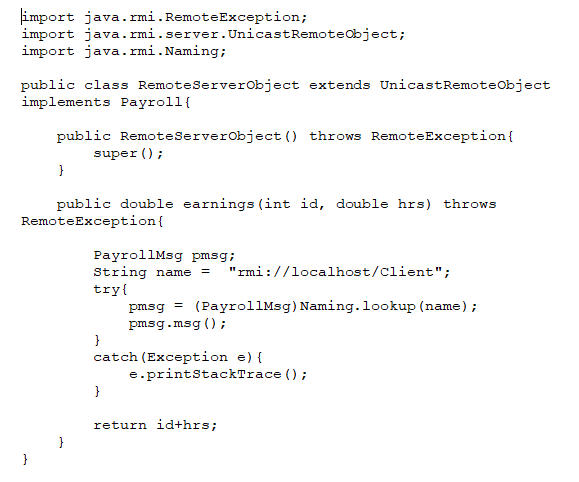 import java.rmi.RemoteException;
import java.rmi.server.UnicastRemoteObject;
import java.rmi.Naming;

public class RemoteServerObject extends UnicastRemoteObject
implements Payroll{

    public RemoteServerObject() throws RemoteException{
        super();
    }

    public double earnings(int id, double hrs) throws
RemoteException{

        PayrollMsg pmsg;
        String name =  "rmi://localhost/Client";
        try{
            pmsg = (PayrollMsg)Naming.lookup(name);
            pmsg.msg();
        }
        catch(Exception e){
            e.printStackTrace();
        }

        return id+hrs;
    }
}